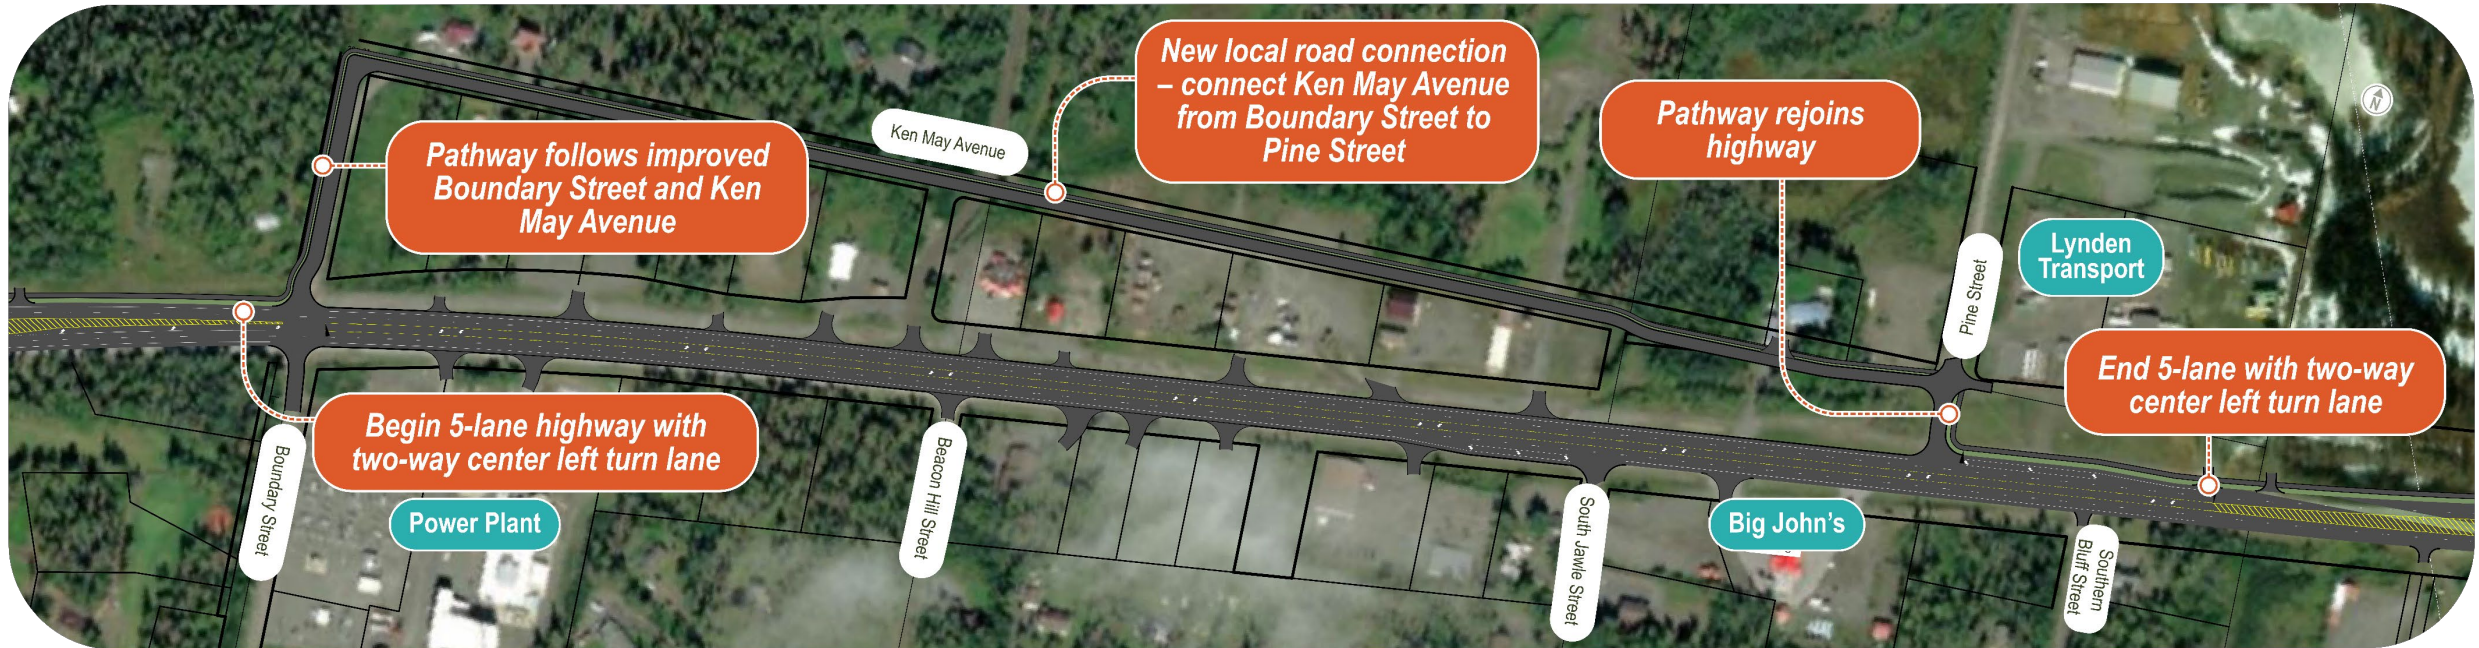 New local road connection
– connect Ken May Avenue
from Boundary Street to
Pine Street
Pathway rejoins
highway
N
Ken May Avenue
Pathway follows improved
Boundary Street and Ken
May Avenue
Lynden
Transport
Pine Street
End 5-lane with two-way
center left turn lane
Begin 5-lane highway with
two-way center left turn lane
Boundary Street
Power Plant
Beacon Hill Street
South Jawle Street
Big John's
Southern
Bluff Street